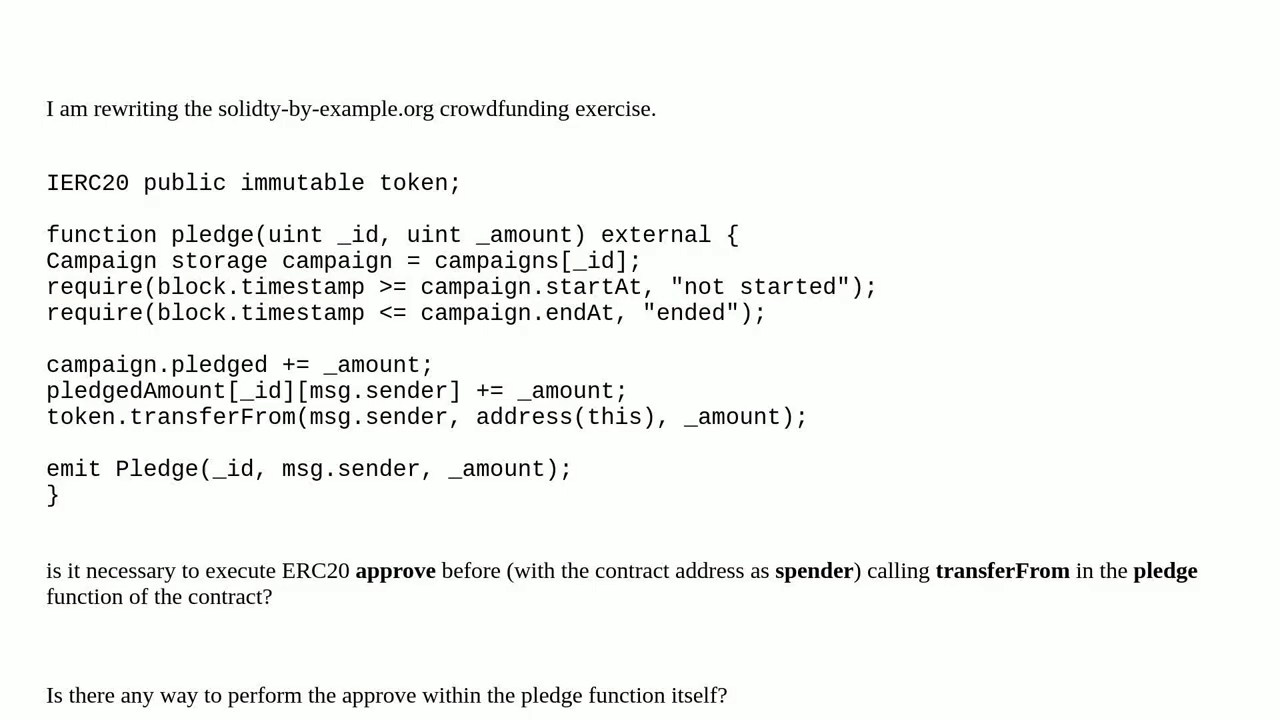 I am rewriting the solidty-by-example.org crowdfunding exercise.
IERC20 public immutable token;
function pledge(uint _id, uint _amount) external {
Campaign storage campaign = campaigns[_id];
require(block.timestamp >= campaign.startAt, "not started");
require(block.timestamp <= campaign.endAt, "ended");
campaign.pledged += _amount;
pledgedAmount[_id][msg.sender] += _amount;
token.transferFrom(msg.sender, address(this), _amount);
emit Pledge(_id, msg.sender, _amount);
}
is it necessary to execute ERC20 approve before (with the contract address as spender) calling transferFrom in the pledge
function of the contract?
Is there any way to perform the approve within the pledge function itself?